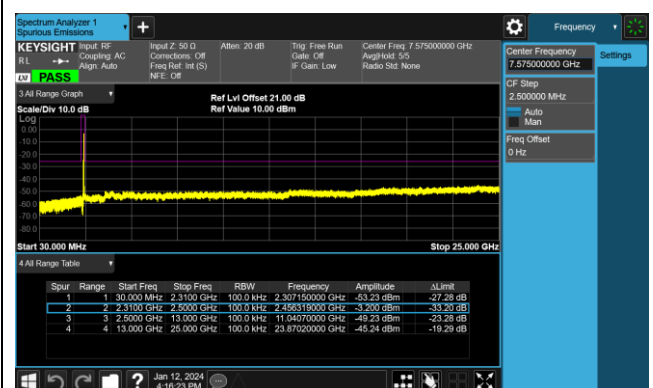 Spectrum Analyzer 1
Spurious Emissions
Frequency
KEYSIGHT
RL
PASS
Input: RF
Coupling: AC
Align: Auto
Input Z: 50 Ω
Corrections: Off
Freq Ref: Int (S)
NFE: Off
Atten: 20 dB
Trig: Free Run
Gate: Off
IF Gain: Low
Center Freq: 7.575000000 GHz
Avg|Hold: 5/5
Radio Std: None
Center Frequency
7.575000000 GHz
Settings
CF Step
2.500000 MHz
Auto
Man
Freq Offset
0 Hz
3 All Range Graph
Scale/Div 10.0 dB
Ref Lvl Offset 21.00 dB
Ref Value 10.00 dBm
Log
0.00
-10.0
-20.0
-30.0
-40.0
-50.0
-60.0
-70.0
-80.0
Start 30.000 MHz
Stop 25.000 GHz
4 All Range Table
Spur Range Start Freq Stop Freq RBW Frequency Amplitude ΔLimit
1 1 30.000 MHz 2.3100 GHz 100.0 kHz 2.307150000 GHz -53.23 dBm -27.28 dB
2 2 2.3100 GHz 2.5000 GHz 100.0 kHz 2.456319000 GHz -3.200 dBm -33.20 dB
3 3 2.5000 GHz 13.000 GHz 100.0 kHz 11.04070000 GHz -49.23 dBm -23.28 dB
4 4 13.000 GHz 25.000 GHz 100.0 kHz 23.87020000 GHz -45.24 dBm -19.29 dB
?
Jan 12, 2024
4:16:23 PM